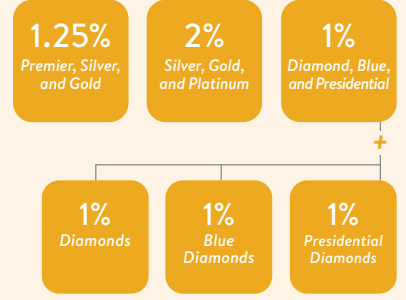 1.25%
Premier, Silver,
and Gold
2%
Silver, Gold,
and Platinum
1%
Diamond, Blue,
and Presidential
+
1%
Diamonds
1%
Blue
Diamonds
1%
Presidential
Diamonds